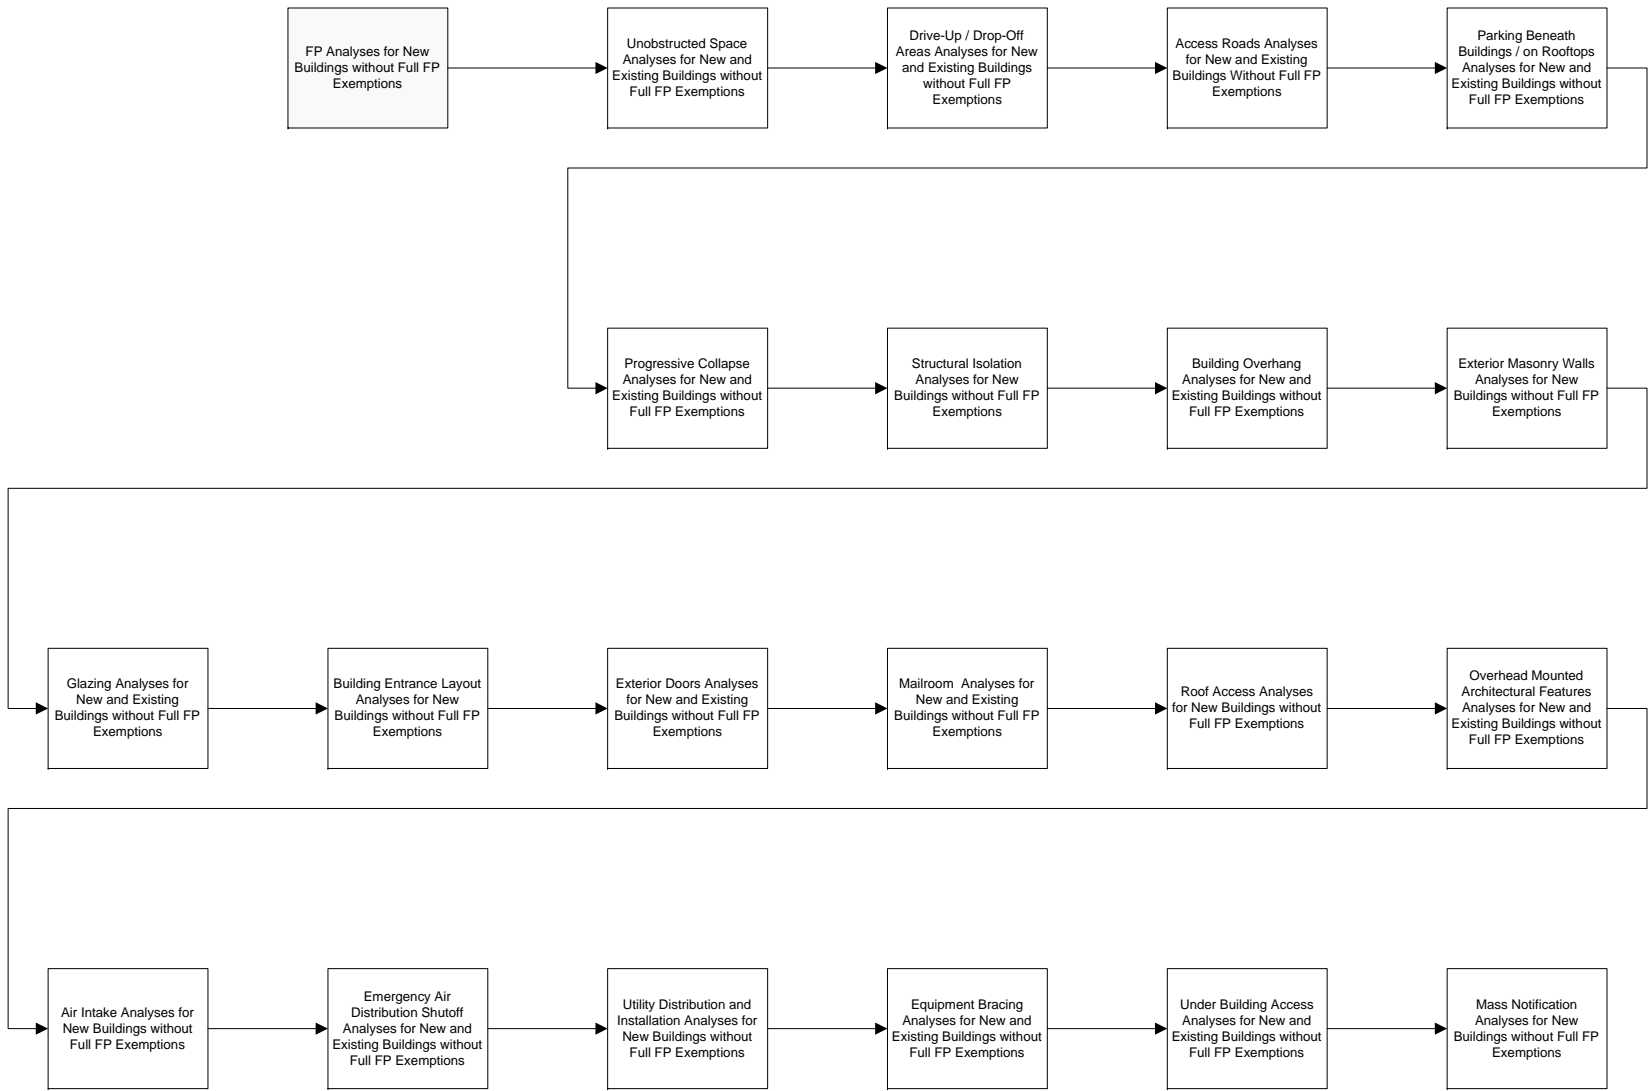 FP Analyses for New
Buildings without Full FP
Exemptions
Unobstructed Space
Analyses for New and
Existing Buildings without
Full FP Exemptions
Drive-Up / Drop-Off
Areas Analyses for New
and Existing Buildings
without Full FP
Exemptions
Access Roads Analyses
for New and Existing
Buildings Without Full FP
Exemptions
Parking Beneath
Buildings / on Rooftops
Analyses for New and
Existing Buildings without
Full FP Exemptions
Progressive Collapse
Analyses for New and
Existing Buildings without
Full FP Exemptions
Structural Isolation
Analyses for New
Buildings without Full FP
Exemptions
Building Overhang
Analyses for New and
Existing Buildings without
Full FP Exemptions
Exterior Masonry Walls
Analyses for New
Buildings without Full FP
Exemptions
Glazing Analyses for
New and Existing
Buildings without Full FP
Exemptions
Building Entrance Layout
Analyses for New
Buildings without Full FP
Exemptions
Exterior Doors Analyses
for New and Existing
Buildings without Full FP
Exemptions
Mailroom  Analyses for
New and Existing
Buildings without Full FP
Exemptions
Roof Access Analyses
for New Buildings without
Full FP Exemptions
Overhead Mounted
Architectural Features
Analyses for New and
Existing Buildings without
Full FP Exemptions
Air Intake Analyses for
New Buildings without
Full FP Exemptions
Emergency Air
Distribution Shutoff
Analyses for New and
Existing Buildings without
Full FP Exemptions
Utility Distribution and
Installation Analyses for
New Buildings without
Full FP Exemptions
Equipment Bracing
Analyses for New and
Existing Buildings without
Full FP Exemptions
Under Building Access
Analyses for New and
Existing Buildings without
Full FP Exemptions
Mass Notification
Analyses for New
Buildings without Full FP
Exemptions